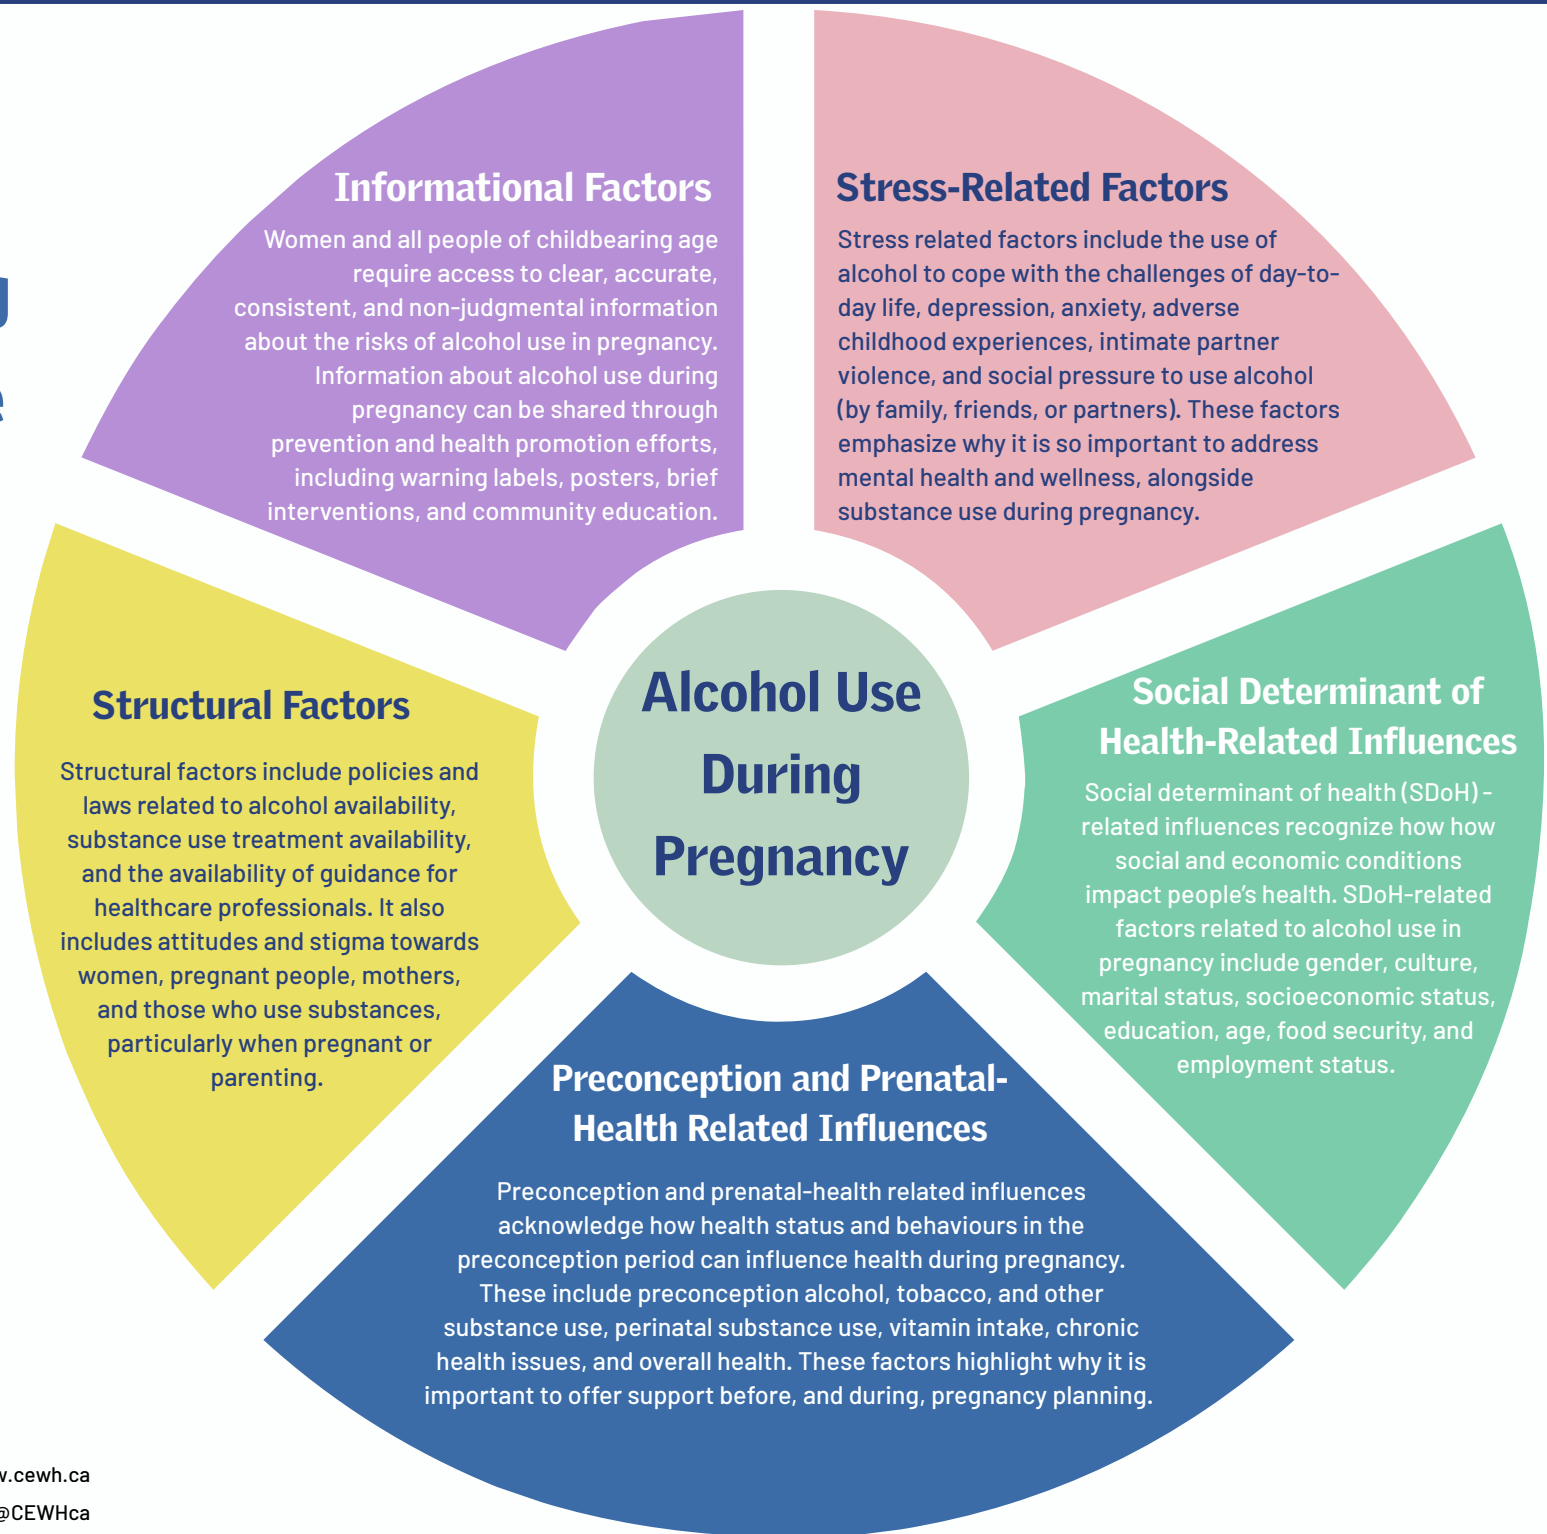 Informational Factors
Women and all people of childbearing age
require access to clear, accurate,
consistent, and non-judgmental information
about the risks of alcohol use in pregnancy.
Information about alcohol use during
pregnancy can be shared through
prevention and health promotion efforts,
including warning labels, posters, brief
interventions, and community education.
Stress-Related Factors
Stress related factors include the use of
alcohol to cope with the challenges of day-to-
day life, depression, anxiety, adverse
childhood experiences, intimate partner
violence, and social pressure to use alcohol
(by family, friends, or partners). These factors
emphasize why it is so important to address
mental health and wellness, alongside
substance use during pregnancy.
Structural Factors
Structural factors include policies and
laws related to alcohol availability,
substance use treatment availability,
and the availability of guidance for
healthcare professionals. It also
includes attitudes and stigma towards
women, pregnant people, mothers,
and those who use substances,
particularly when pregnant or
parenting.
Alcohol Use
During
Pregnancy
Social Determinant of
Health-Related Influences
Social determinant of health (SDoH) -
related influences recognize how how
social and economic conditions
impact people's health. SDoH-related
factors related to alcohol use in
pregnancy include gender, culture,
marital status, socioeconomic status,
education, age, food security, and
employment status.
Preconception and Prenatal-
Health Related Influences
Preconception and prenatal-health related influences
acknowledge how health status and behaviours in the
preconception period can influence health during pregnancy.
These include preconception alcohol, tobacco, and other
substance use, perinatal substance use, vitamin intake, chronic
health issues, and overall health. These factors highlight why it is
important to offer support before, and during, pregnancy planning.
.cewh.ca
@CEWHca